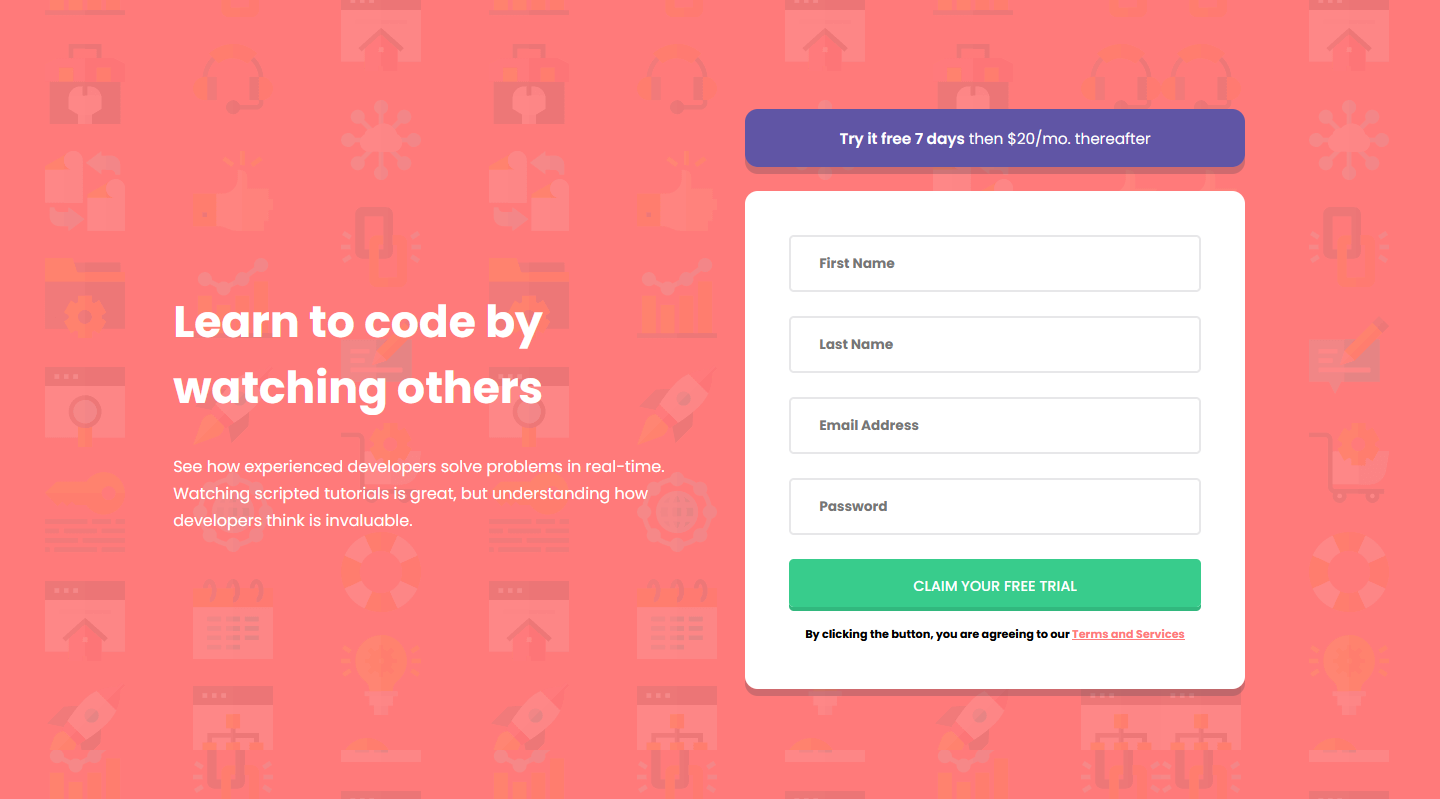 Learn to code by
watching others
See how experienced developers solve problems in real-time.
Watching scripted tutorials is great, but understanding how
developers think is invaluable.
Try it free 7 days then $20/mo. thereafter
First Name
Last Name
Email Address
Password
CLAIM YOUR FREE TRIAL
By clicking the button, you are agreeing to our Terms and Services